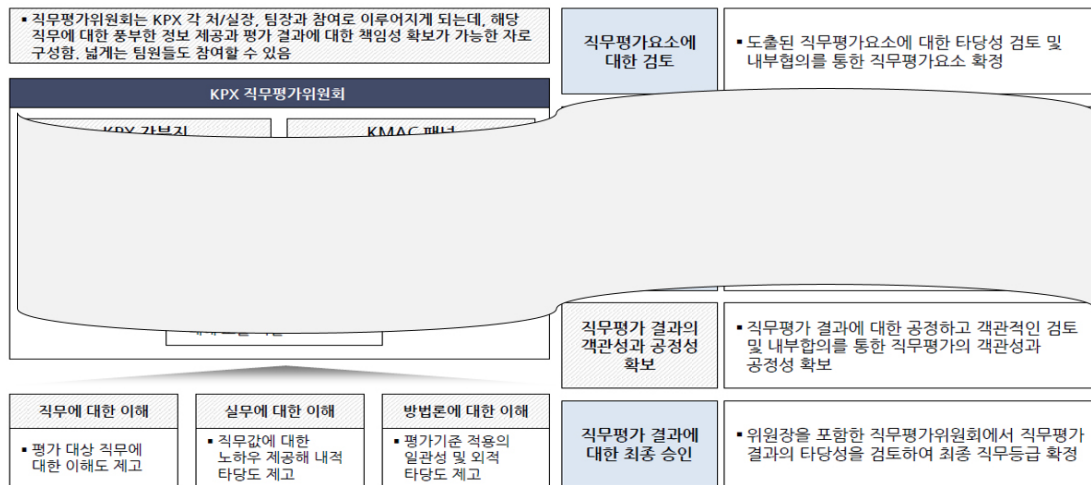 ▪ 직무평가위원회는 KPX 각 처/실장, 팀장과 참여로 이루어지게 되는데, 해당
직무에 대한 풍부한 정보 제공과 평가 결과에 대한 책임성 확보가 가능한 자로
구성함. 넓게는 팀원들도 참여할 수 있음
KPX 직무평가위원회
KPX 간부진
KMAC 패널
직무에 대한 이해
▪ 평가 대상 직무에
대한 이해도 제고
실무에 대한 이해
▪ 직무값에 대한
노하우 제공해 내적
타당도 제고
방법론에 대한 이해
▪ 평가기준 적용의
일관성 및 외적
타당도 제고
직무평가요소에
대한 검토
▪ 도출된 직무평가요소에 대한 타당성 검토 및
내부협의를 통한 직무평가요소 확정
직무평가 결과의
객관성과 공정성
확보
▪ 직무평가 결과에 대한 공정하고 객관적인 검토
및 내부합의를 통한 직무평가의 객관성과
공정성 확보
직무평가 결과에
대한 최종 승인
▪ 위원장을 포함한 직무평가위원회에서 직무평가
결과의 타당성을 검토하여 최종 직무등급 확정